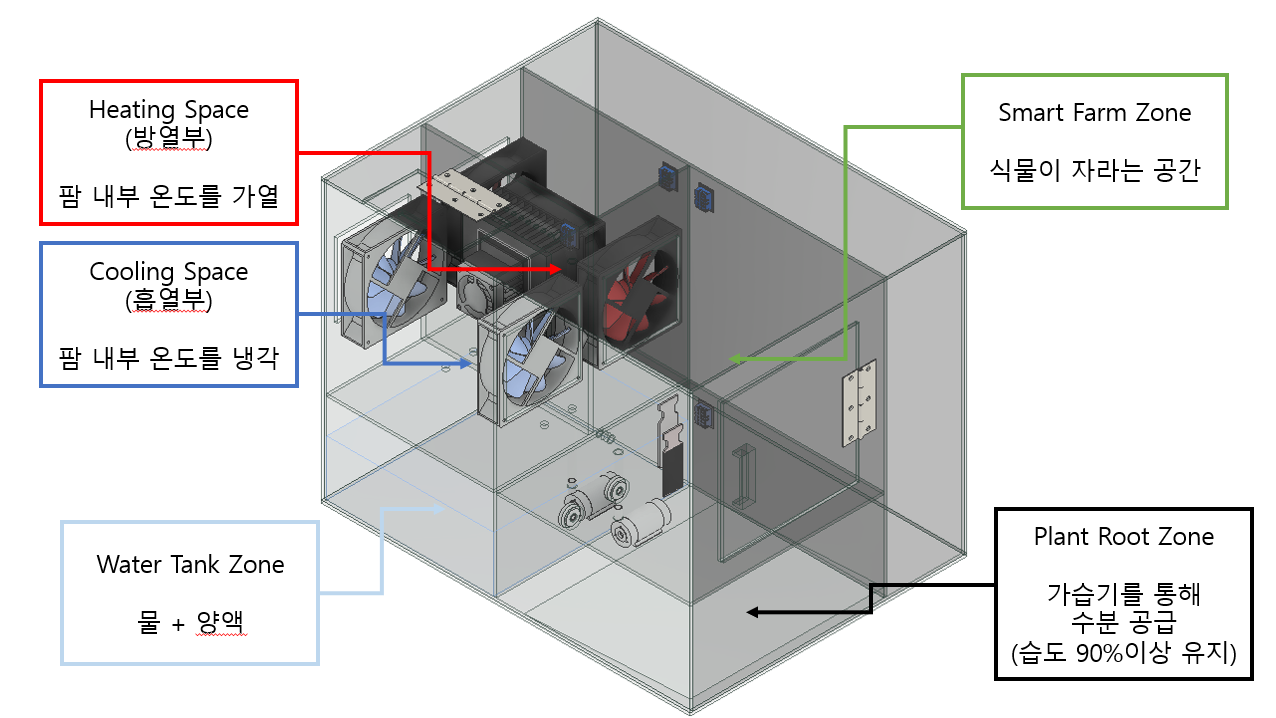 Heating Space
(방열부)
팜 내부 온도를 가열
Cooling Space
(흡열부)
팜 내부 온도를 냉각
Water Tank Zone
물 + 양액
Smart Farm Zone
식물이 자라는 공간
Plant Root Zone
가습기를 통해
수분 공급
(습도 90%이상 유지)